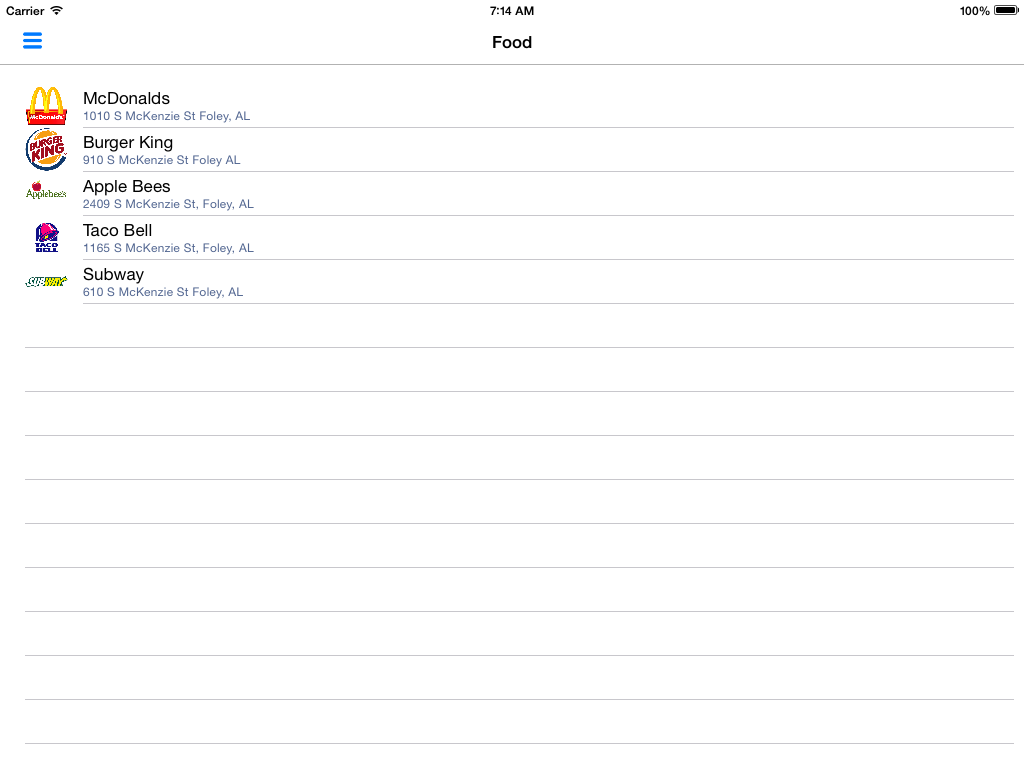 Carrier 7:14 AM 100%
Food
McDonald's
McDonalds
1010 S McKenzie St Foley, AL
BURGER
KING
Burger King
910 S McKenzie St Foley AL
Applebee's
Apple Bees
2409 S McKenzie St, Foley, AL
TACO
BELL
Taco Bell
1165 S McKenzie St, Foley, AL
SUBWAY
Subway
610 S McKenzie St Foley, AL